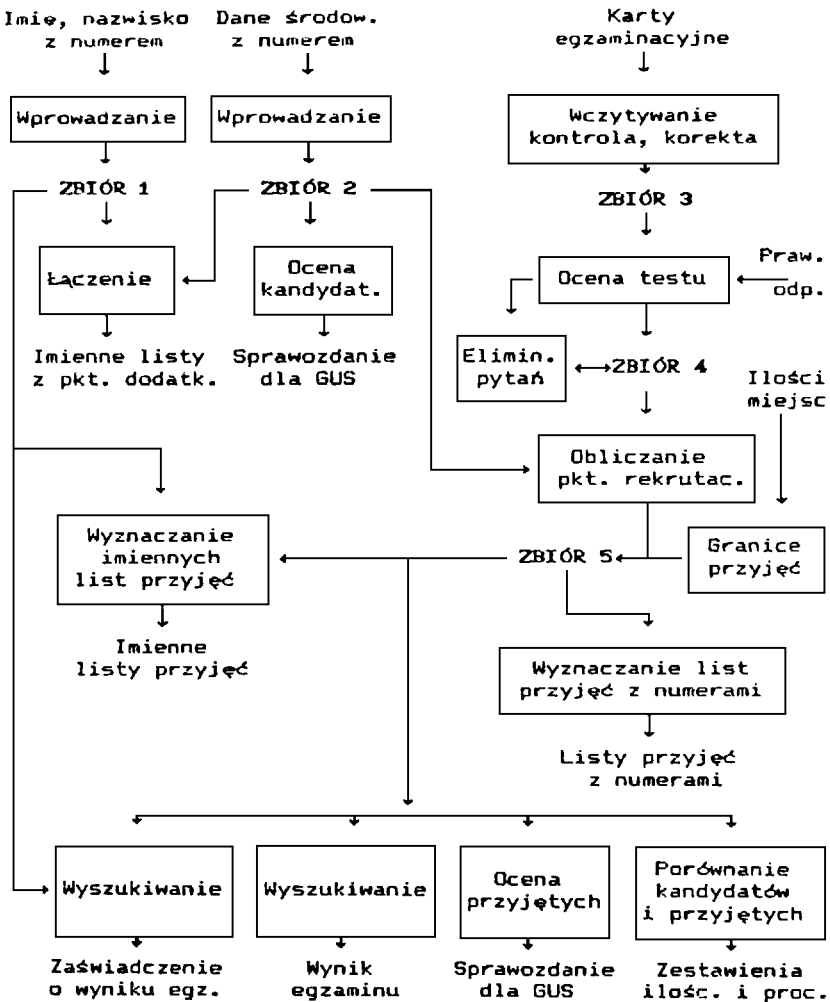 Imię, nazwisko
z numerem
Dane środow.
z numerem
Karty
egzaminacyjne
Wprowadzanie
Wprowadzanie
Wczytywanie
kontrola, korekta
ZBIÓR 1
ZBIÓR 2
ZBIÓR 3
Łączenie
Ocena
kandydat.
Ocena testu
Praw.
odp.
Imienne listy
z pkt. dodatk.
Sprawozdanie
dla GUS
Elimin.
pytań
ZBIÓR 4
Ilości
miejsc
Obliczanie
pkt. rekrutac.
Wyznaczanie
imiennych
list przyjęć
ZBIÓR 5
Granice
przyjęć
Imienne
listy przyjęć
Wyznaczanie list
przyjęć z numerami
Listy przyjęć
z numerami
Wyszukiwanie
Wyszukiwanie
Ocena
przyjętych
Porównanie
kandydatów
i przyjętych
Zaświadczenie
o wyniku egz.
Wynik
egzaminu
Sprawozdanie
dla GUS
Zestawienia
ilośc. i proc.